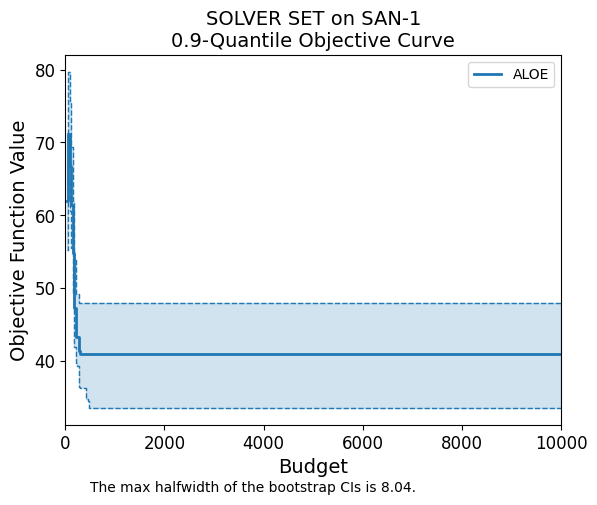 SOLVER SET on SAN-1
0.9-Quantile Objective Curve
ALOE
Objective Function Value
80
70
60
50
40
0 2000 4000 6000 8000 10000
Budget
The max halfwidth of the bootstrap CIs is 8.04.